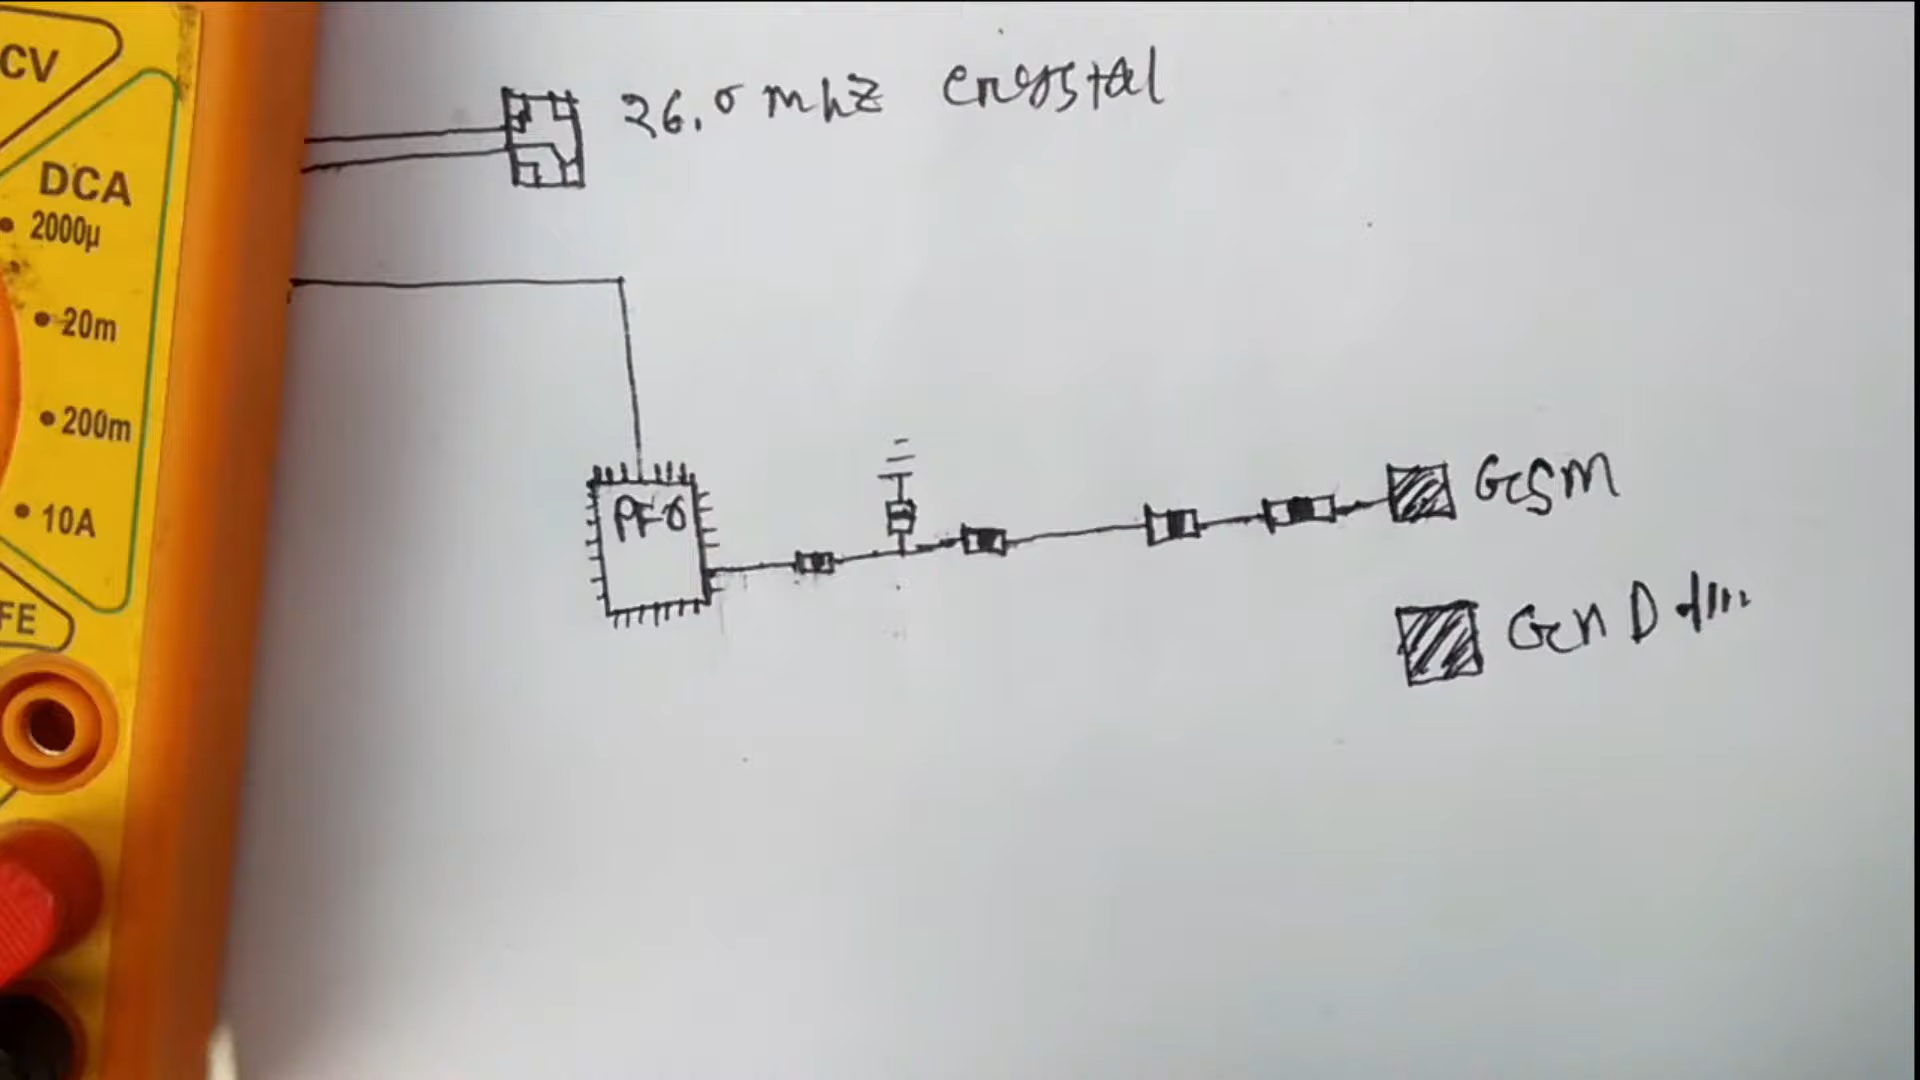 CV
DCA
2000µ
20m
200m
10A
FE
26.0 mhz crystal
PFO
GSM
GND